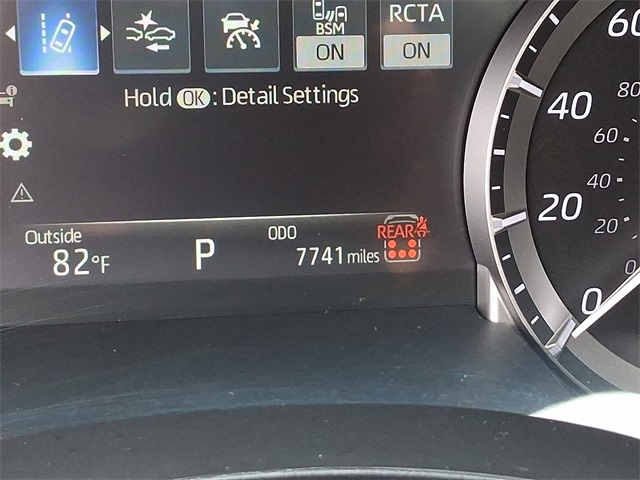 RCTA
BSM
ON
ON
Hold OK : Detail Settings
Outside
82°F
P
ODO
7741 miles
REAR
60
40
20
0
80
60
40
20
0